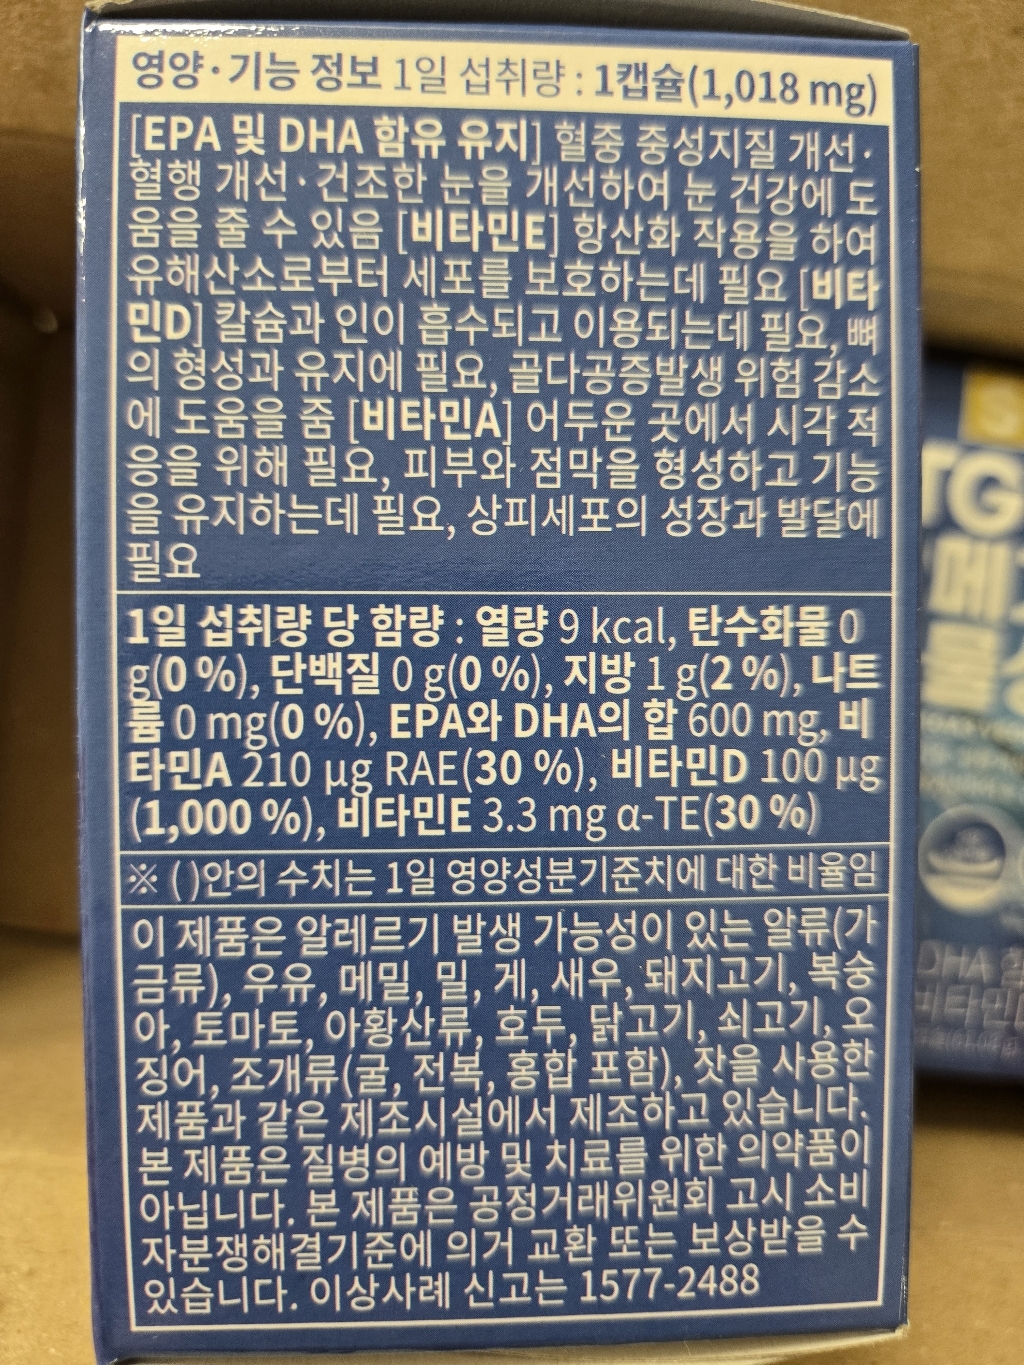 영양·기능 정보 1일 섭취량 : 1캡슐(1,018 mg)
[EPA 및 DHA 함유 유지] 혈중 중성지질 개선·
혈행 개선·건조한 눈을 개선하여 눈 건강에 도
움을 줄 수 있음 [비타민E] 항산화 작용을 하여
유해산소로부터 세포를 보호하는데 필요 [비타
민D] 칼슘과 인이 흡수되고 이용되는데 필요, 뼈
의 형성과 유지에 필요, 골다공증발생 위험 감소
에 도움을 줌 [비타민A] 어두운 곳에서 시각 적
응을 위해 필요, 피부와 점막을 형성하고 기능
을 유지하는데 필요, 상피세포의 성장과 발달에
필요
1일 섭취량 당 함량 : 열량 9 kcal, 탄수화물 0
g(0 %), 단백질 0 g(0 %), 지방 1 g(2 %), 나트
륨 0 mg(0 %), EPA와 DHA의 합 600 mg, 비
타민A 210 µg RAE(30 %), 비타민D 100 µg
(1,000 %), 비타민E 3.3 mg α-TE(30 %)
※ ( )안의 수치는 1일 영양성분기준치에 대한 비율임
이 제품은 알레르기 발생 가능성이 있는 알류(가
금류), 우유, 메밀, 밀, 게, 새우, 돼지고기, 복숭
아, 토마토, 아황산류, 호두, 닭고기, 쇠고기, 오
징어, 조개류(굴, 전복, 홍합 포함), 잣을 사용한
제품과 같은 제조시설에서 제조하고 있습니다.
본 제품은 질병의 예방 및 치료를 위한 의약품이
아닙니다. 본 제품은 공정거래위원회 고시 소비
자분쟁해결기준에 의거 교환 또는 보상받을 수
있습니다. 이상사례 신고는 1577-2488
TG
메
DHA
비타민